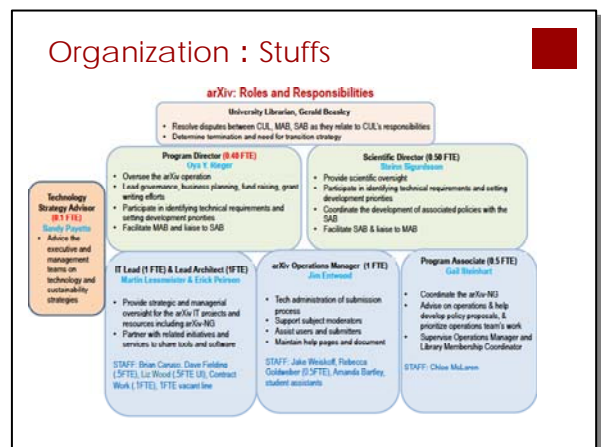 Organization : Stuffs
arXiv: Roles and Responsibilities
University Librarian, Gerald Beasley
• Resolve disputes between CUL, MAB, SAB as they relate to CUL's responsibilities
• Determine termination and need for transition strategy
Program Director (0.40 FTE)
Oya Y. Rieger
• Oversee the arXiv operation
• Lead governance, business planning, fund raising, grant
writing efforts
• Participate in identifying technical requirements and
setting development priorities
• Facilitate MAB and liaise to SAB
Scientific Director (0.50 FTE)
Steinn Sigurdsson
• Provide scientific oversight
• Participate in identifying technical requirements and setting
development priorities
• Coordinate the development of associated policies with the
SAB
• Facilitate SAB & liaise to MAB
Technology
Strategy Advisor
(0.1 FTE)
Sandy Payette
• Advice the
executive and
management
teams on
technology and
sustainability
strategies
IT Lead (1 FTE) & Lead Architect (1FTE)
Martin Lessmeister & Erick Peirson
• Provide strategic and managerial
oversight for the arXiv IT projects and
resources including arXiv-NG
• Partner with related initiatives and
services to share tools and software
STAFF: Brian Caruso, Dave Fielding
(.5FTE), Liz Wood (.5FTE UI), Contract
Work (.1FTE), 1FTE vacant line
arXiv Operations Manager (1 FTE)
Jim Entwood
• Tech administration of submission
process
• Support subject moderators
• Assist users and submitters
• Maintain help pages and document
STAFF: Jake Weiskoff, Rebecca
Goldweber (0.5FTE), Amanda Bartley,
student assistants
Program Associate (0.5 FTE)
Gail Steinhart
• Coordinate the arXiv-NG
• Advise on operations & help
develop policy proposals, &
prioritize operations team's work
• Supervise Operations Manager and
Library Membership Coordinator
STAFF: Chloe McLaren